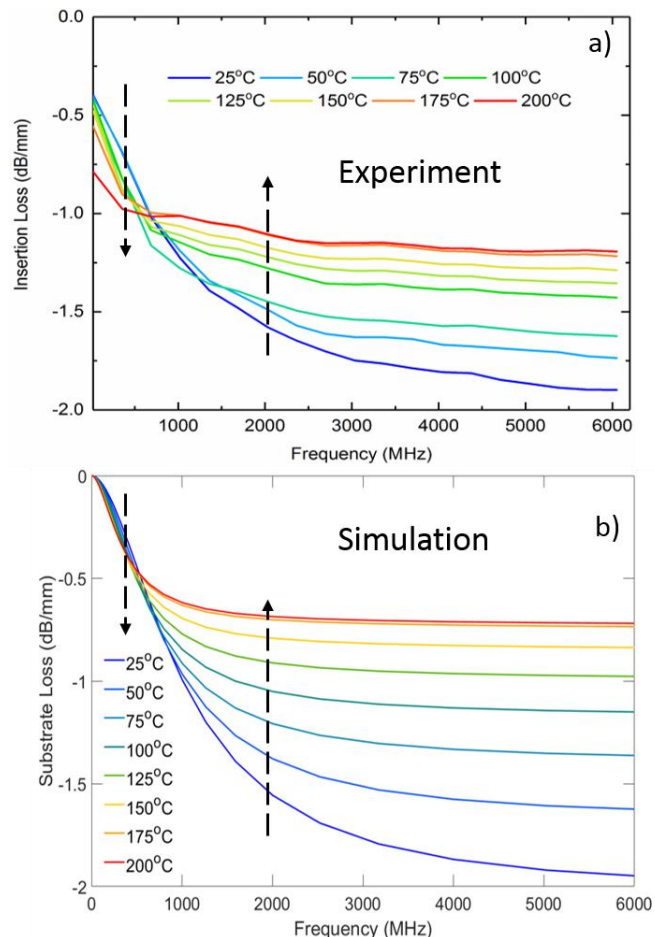 a)
25°C 50°C 75°C 100°C
125°C 150°C 175°C 200°C
Experiment
0.0
-0.5
-1.0
-1.5
-2.0
Insertion Loss (dB/mm)
1000 2000 3000 4000 5000 6000
Frequency (MHz)
b)
Simulation
0
-0.5
-1
-1.5
-2
Substrate Loss (dB/mm)
25°C
50°C
75°C
100°C
125°C
150°C
175°C
200°C
0 1000 2000 3000 4000 5000 6000
Frequency (MHz)